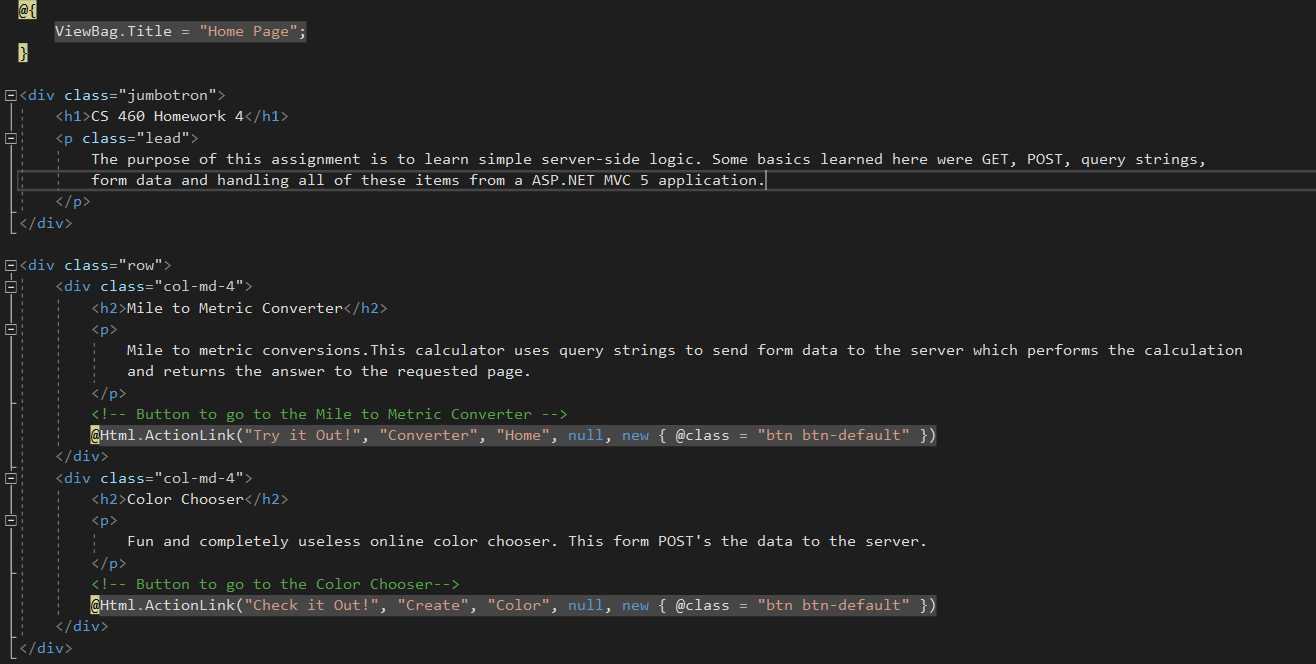 @{
ViewBag.Title = "Home Page";
}
<div class="jumbotron">
<h1>CS 460 Homework 4</h1>
<p class="lead">
The purpose of this assignment is to learn simple server-side logic. Some basics learned here were GET, POST, query strings,
form data and handling all of these items from a ASP.NET MVC 5 application.
</p>
</div>
<div class="row">
<div class="col-md-4">
<h2>Mile to Metric Converter</h2>
<p>
Mile to metric conversions.This calculator uses query strings to send form data to the server which performs the calculation
and returns the answer to the requested page.
</p>
<!-- Button to go to the Mile to Metric Converter -->
@Html.ActionLink("Try it Out!", "Converter", "Home", null, new { @class = "btn btn-default" })
</div>
<div class="col-md-4">
<h2>Color Chooser</h2>
<p>
Fun and completely useless online color chooser. This form POST's the data to the server.
</p>
<!-- Button to go to the Color Chooser-->
@Html.ActionLink("Check it Out!", "Create", "Color", null, new { @class = "btn btn-default" })
</div>
</div>